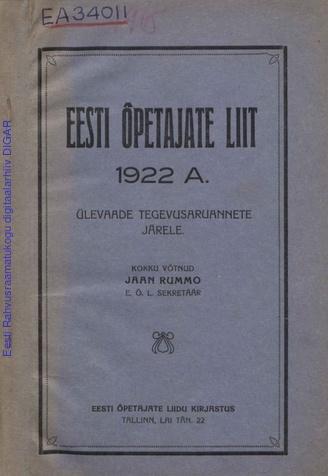 EA34011
EESTI ÕPETAJATE LIIT
1922 A.
ÜLEVAADE TEGEVUSARUANNETE
JÄRELE.
KOKKU VÕTNUD
JAAN RUMMO
E. Õ. L. SEKRETÄÄR
EESTI ÕPETAJATE LIIDU KIRJASTUS
TALLINN, LAI TÄN. 22
Eesti Rahvusraamatukogu digitaalarhiiv DIGAR